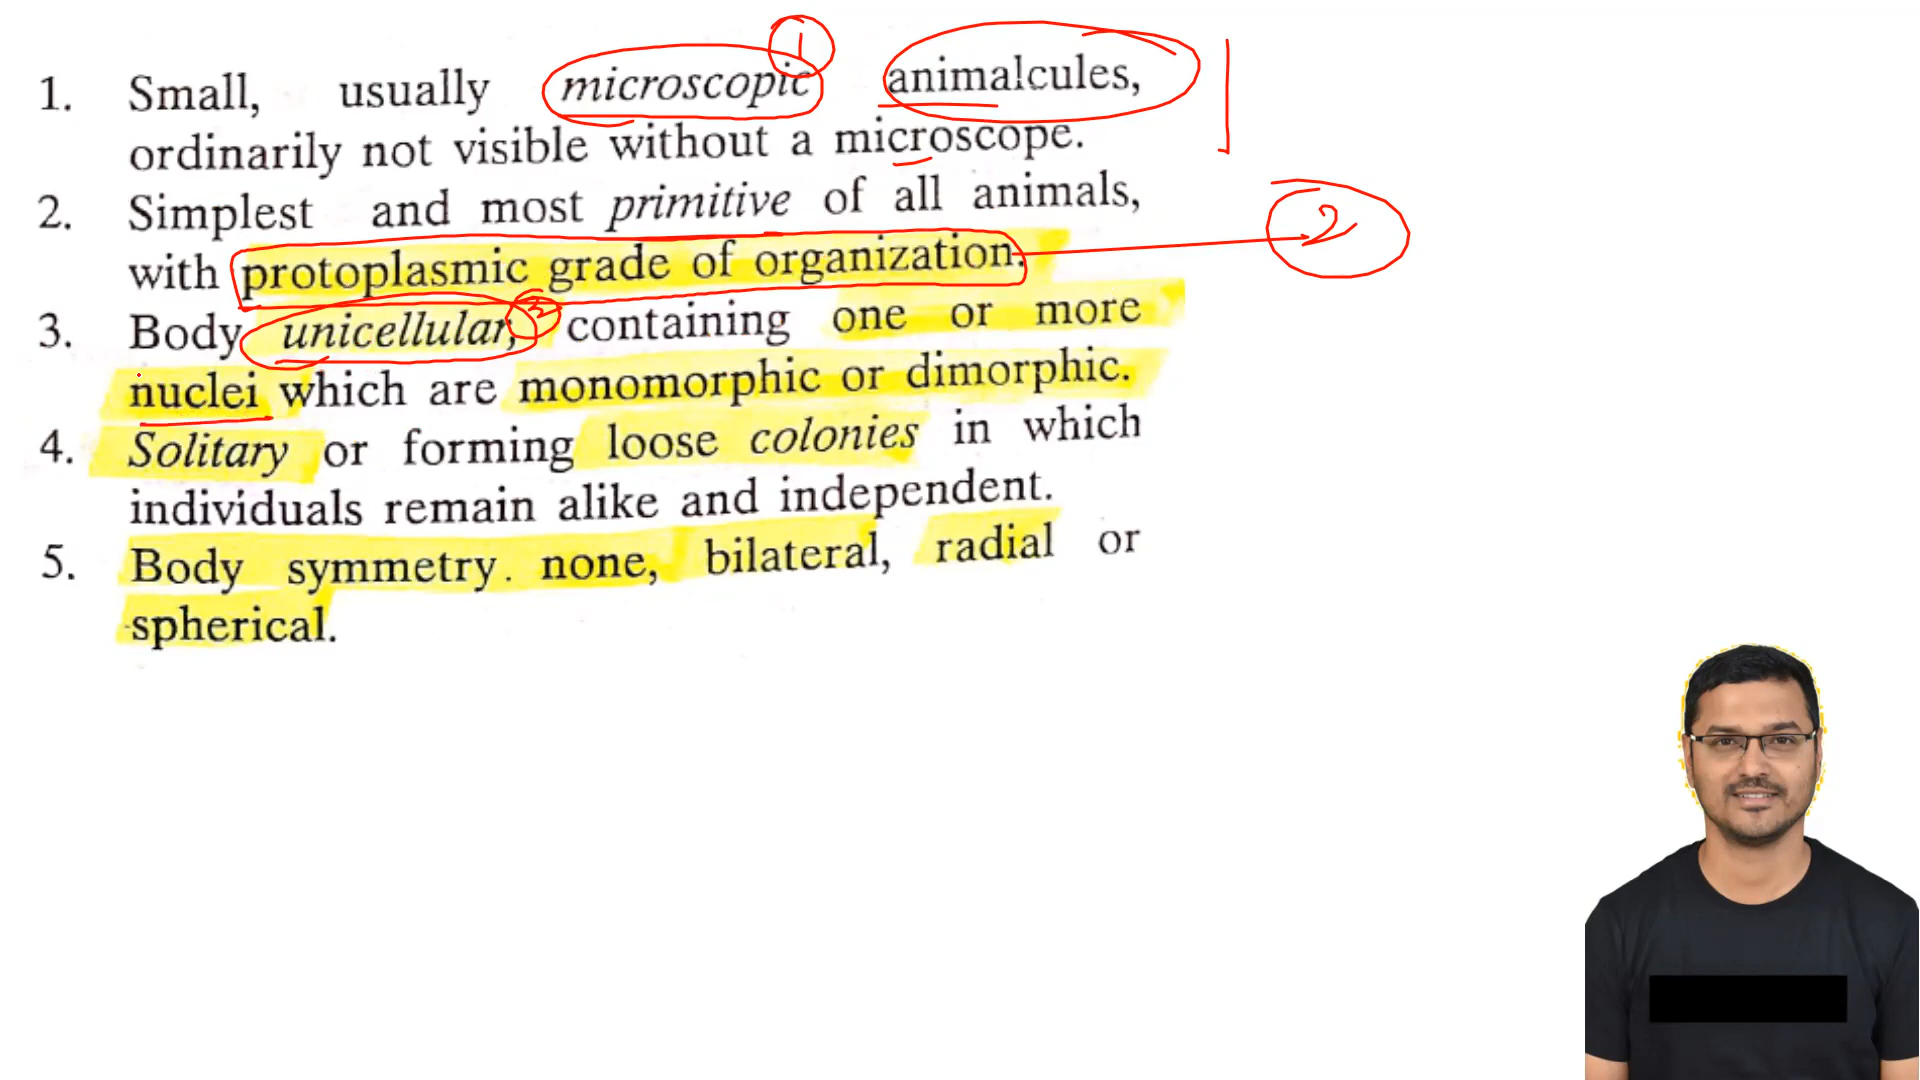 1. Small, usually microscopic animalcules,
ordinarily not visible without a microscope.
2. Simplest and most primitive of all animals,
with protoplasmic grade of organization.
3. Body unicellular, containing one or more
nuclei which are monomorphic or dimorphic.
4. Solitary or forming loose colonies in which
individuals remain alike and independent.
5. Body symmetry. none, bilateral, radial or
spherical.
1
2
3